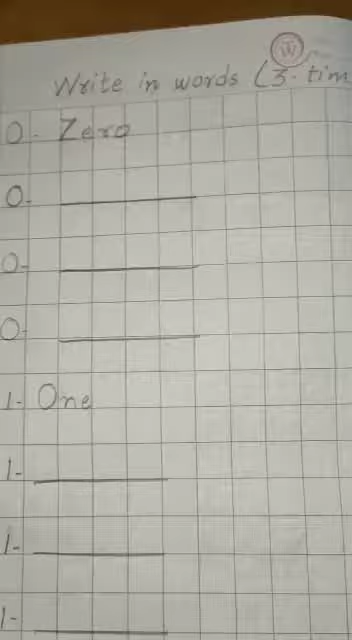 Write in words (3-tim
0- Zero
0-
0-
0-
1- One
1-
1-
1-